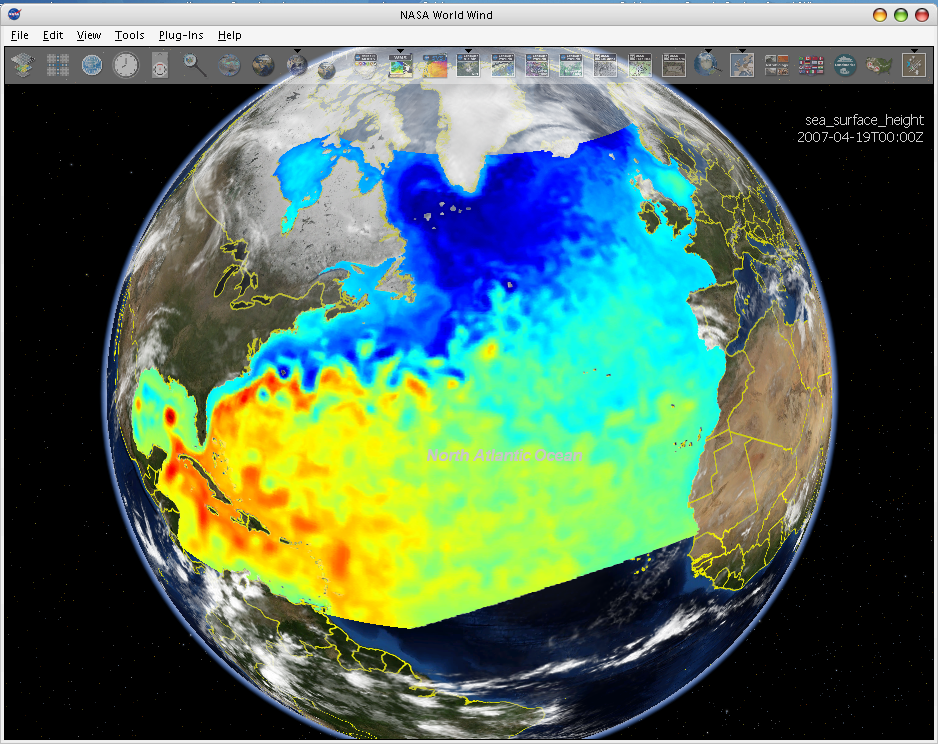 NASA World Wind
File Edit View Tools Plug-Ins Help
sea_surface_height
2007-04-19T00:00Z
North Atlantic Ocean